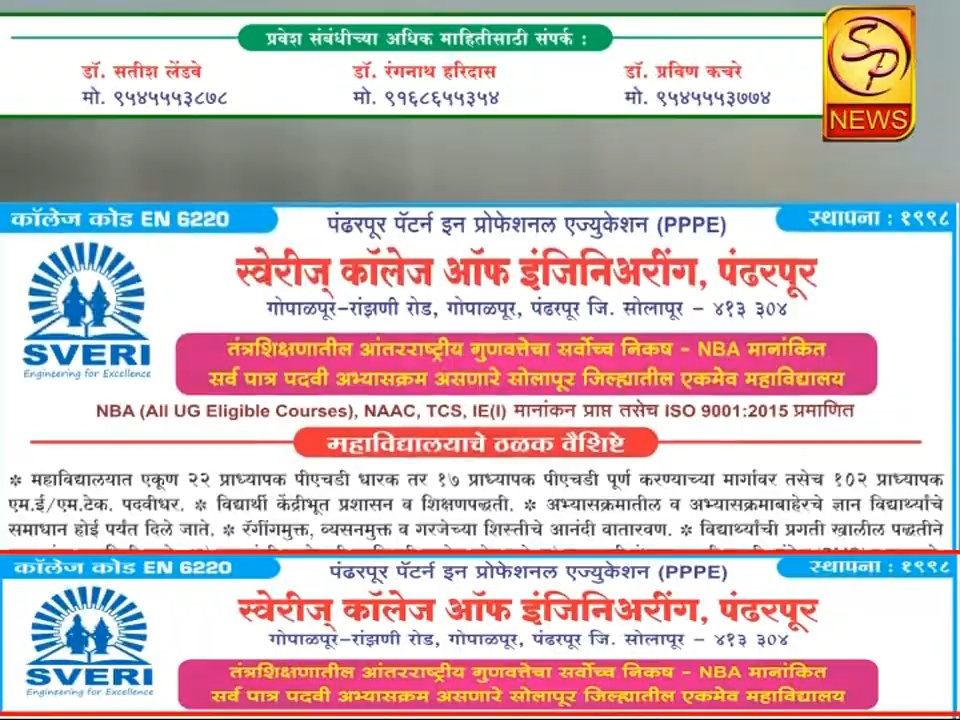 प्रवेश संबंधीच्या अधिक माहितीसाठी संपर्क :
डॉ. सतीश लेंडवे डॉ. रंगनाथ हरिदास डॉ. प्रविण कचरे
मो. ९५४५५५३८७८ मो. ९१६८६५५३५४ मो. ९५४५५५३७७४
SP
NEWS
कॉलेज कोड EN 6220 पंढरपूर पॅटर्न इन प्रोफेशनल एज्युकेशन (PPPE) स्थापना : १९९८
स्वेरीज् कॉलेज ऑफ इंजिनिअरींग, पंढरपूर
गोपाळपूर-रांझणी रोड, गोपाळपूर, पंढरपूर जि. सोलापूर - ४१३ ३०४
SVERI
Engineering for Excellence
तंत्रशिक्षणातील आंतरराष्ट्रीय गुणवत्तेचा सर्वोच्च निकष - NBA मानांकित
सर्व पात्र पदवी अभ्यासक्रम असणारे सोलापूर जिल्ह्यातील एकमेव महाविद्यालय
NBA (All UG Eligible Courses), NAAC, TCS, IE(I) मानांकन प्राप्त तसेच ISO 9001:2015 प्रमाणित
महाविद्यालयाचे ठळक वैशिष्टे
* महाविद्यालयात एकूण २२ प्राध्यापक पीएचडी धारक तर १७ प्राध्यापक पीएचडी पूर्ण करण्याच्या मार्गावर तसेच १०२ प्राध्यापक
एम.ई/एम.टेक. पदवीधर. * विद्यार्थी केंद्रीभूत प्रशासन व शिक्षणपद्धती. * अभ्यासक्रमातील व अभ्यासक्रमाबाहेरचे ज्ञान विद्यार्थ्यांचे
समाधान होई पर्यंत दिले जाते. * रॅगींगमुक्त, व्यसनमुक्त व गरजेच्या शिस्तीचे आनंदी वातारवण. * विद्यार्थ्यांची प्रगती खालील पद्धतीने
कॉलेज कोड EN 6220 पंढरपूर पॅटर्न इन प्रोफेशनल एज्युकेशन (PPPE) स्थापना : १९९८
स्वेरीज् कॉलेज ऑफ इंजिनिअरींग, पंढरपूर
गोपाळपूर-रांझणी रोड, गोपाळपूर, पंढरपूर जि. सोलापूर - ४१३ ३०४
SVERI
Engineering for Excellence
तंत्रशिक्षणातील आंतरराष्ट्रीय गुणवत्तेचा सर्वोच्च निकष - NBA मानांकित
सर्व पात्र पदवी अभ्यासक्रम असणारे सोलापूर जिल्ह्यातील एकमेव महाविद्यालय